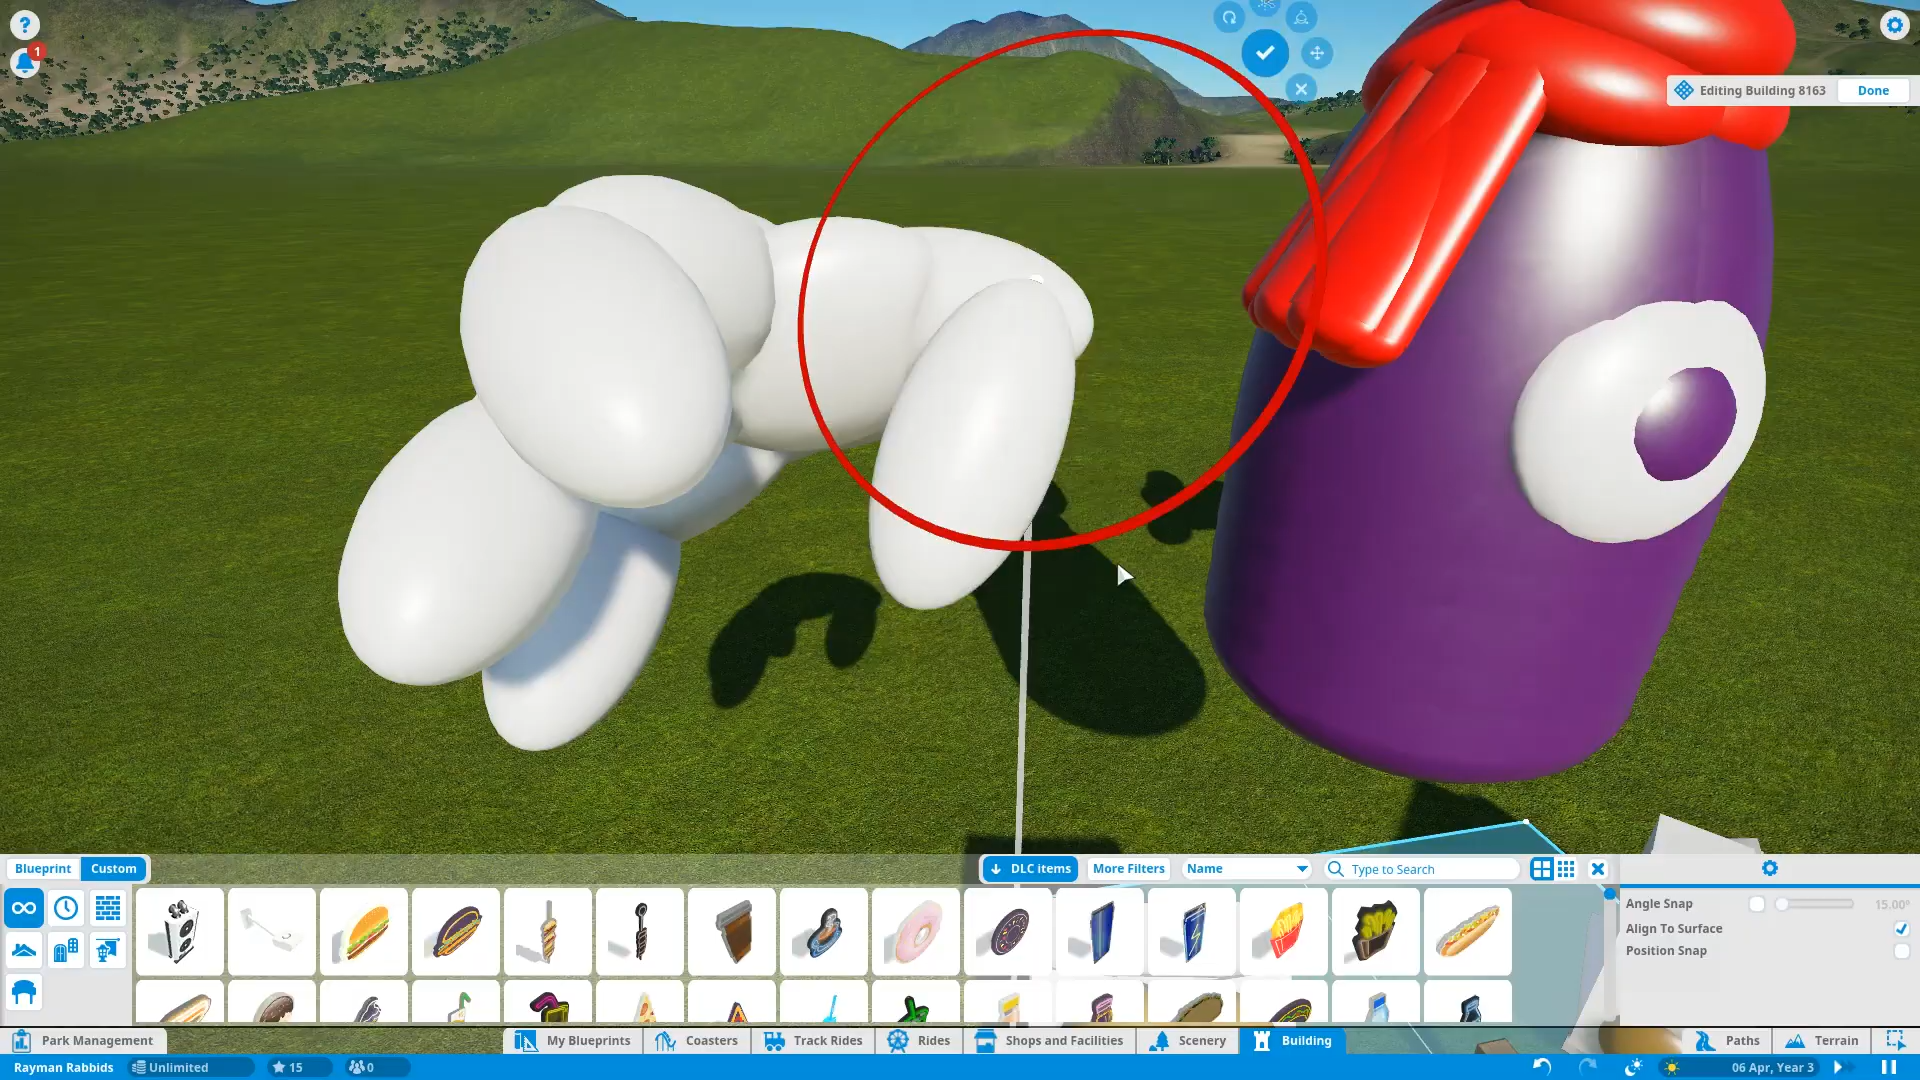 ?
1
Editing Building 8163
Done
Blueprint
Custom
DLC items
More Filters
Name
Type to Search
Angle Snap
15.00°
Align To Surface
Position Snap
Park Management
My Blueprints
Coasters
Track Rides
Rides
Shops and Facilities
Scenery
Building
Paths
Terrain
Rayman Rabbids
Unlimited
15
0
06 Apr, Year 3